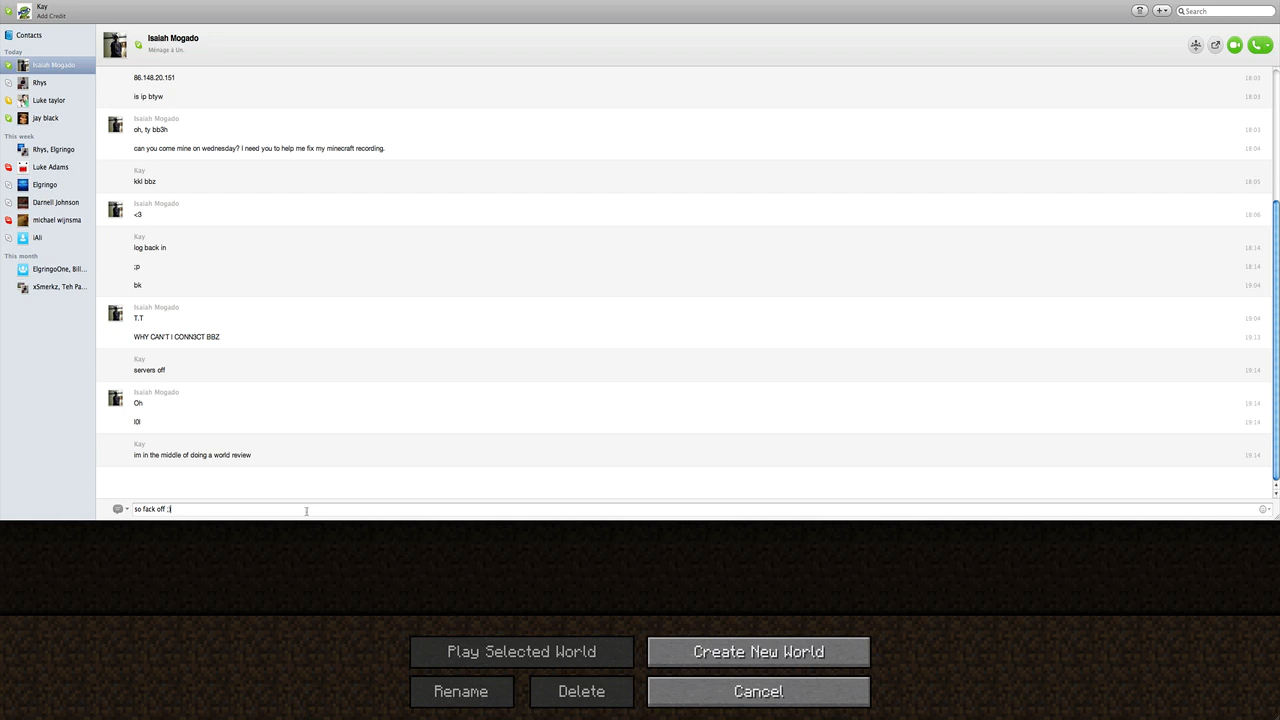 Kay
Add Credit
Search
Contacts
Today
Isaiah Mogado
Rhys
Luke taylor
jay black
This week
Rhys, Elgringo
Luke Adams
Elgringo
Darnell Johnson
michael wijnsma
iAli
This month
ElgringoOne, Bill...
xSmerkz, Teh Pa...
Isaiah Mogado
Ménage à Un.
86.148.20.151 18:03
is ip btyw 18:03
Isaiah Mogado
oh, ty bb3h 18:03
can you come mine on wednesday? I need you to help me fix my minecraft recording. 18:04
Kay
kkl bbz 18:05
Isaiah Mogado
<3 18:06
Kay
log back in 18:14
;p 18:14
bk 19:04
Isaiah Mogado
T.T 19:04
WHY CAN'T I CONN3CT BBZ 19:13
Kay
servers off 19:14
Isaiah Mogado
Oh 19:14
l0l 19:14
Kay
im in the middle of doing a world review 19:14
so fack off ;)
Play Selected World
Create New World
Rename
Delete
Cancel